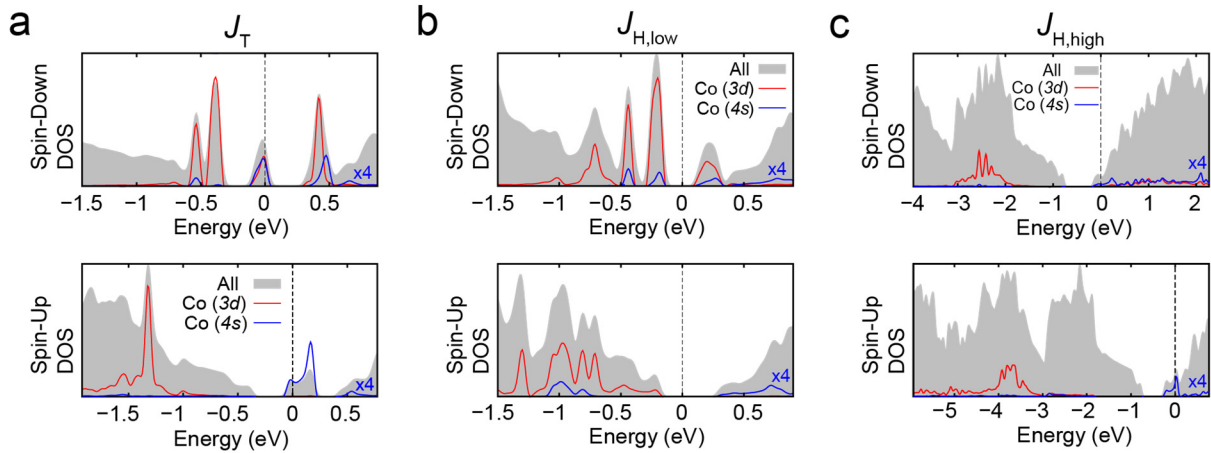 a
J_T
Spin-Down
DOS
x4
−1.5 −1 −0.5 0 0.5
Energy (eV)
Spin-Up
DOS
All
Co (3d)
Co (4s)
x4
−1.5 −1 −0.5 0 0.5
Energy (eV)
b
J_H,low
Spin-Down
DOS
All
Co (3d)
Co (4s)
x4
−1.5 −1 −0.5 0 0.5
Energy (eV)
Spin-Up
DOS
x4
−1.5 −1 −0.5 0 0.5
Energy (eV)
c
J_H,high
Spin-Down
DOS
All
Co (3d)
Co (4s)
x4
−4 −3 −2 −1 0 1 2
Energy (eV)
Spin-Up
DOS
x4
−5 −4 −3 −2 −1 0
Energy (eV)